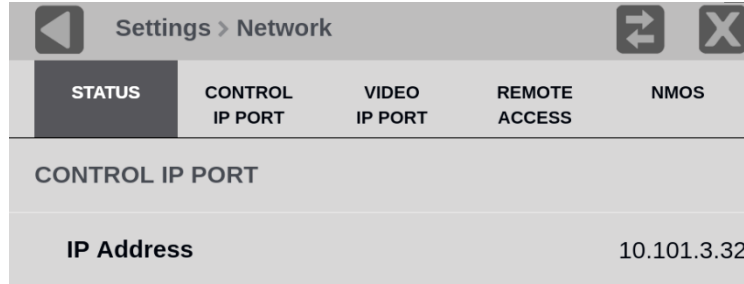 Settings > Network
STATUS
CONTROL
IP PORT
VIDEO
IP PORT
REMOTE
ACCESS
NMOS
CONTROL IP PORT
IP Address 10.101.3.32